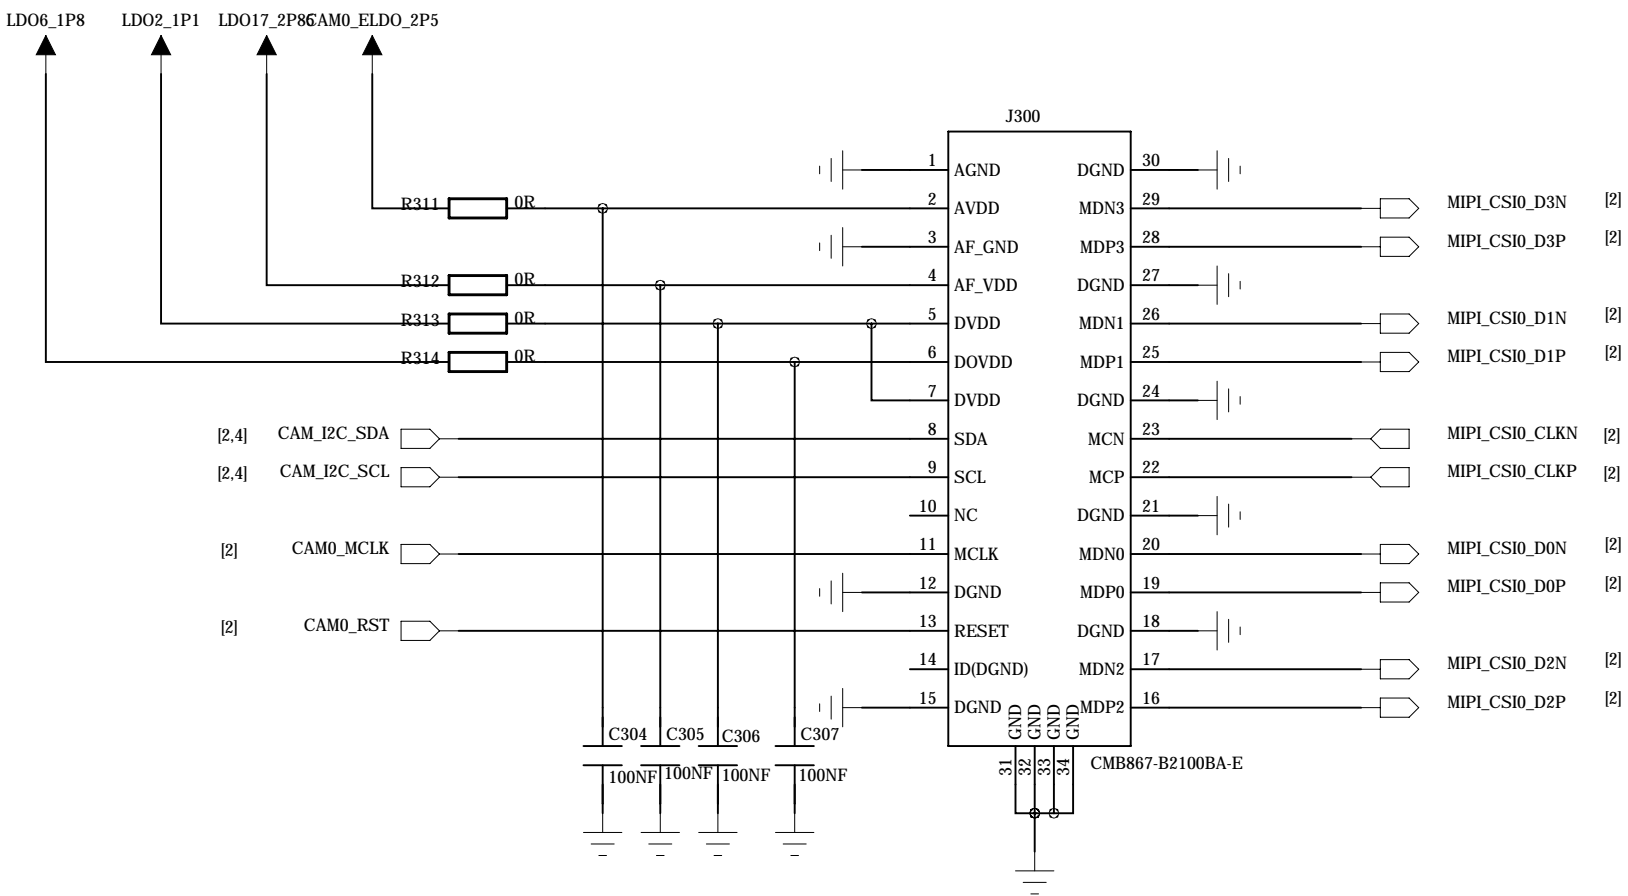 LDO6_1P8 LDO2_1P1 LDO17_2P86 CAM0_ELDO_2P5
J300
1 AGND DGND 30
R311 0R 2 AVDD MDN3 29 MIPI_CSI0_D3N [2]
3 AF_GND MDP3 28 MIPI_CSI0_D3P [2]
R312 0R 4 AF_VDD DGND 27
R313 0R 5 DVDD MDN1 26 MIPI_CSI0_D1N [2]
R314 0R 6 DOVDD MDP1 25 MIPI_CSI0_D1P [2]
7 DVDD DGND 24
[2,4] CAM_I2C_SDA 8 SDA MCN 23 MIPI_CSI0_CLKN [2]
[2,4] CAM_I2C_SCL 9 SCL MCP 22 MIPI_CSI0_CLKP [2]
10 NC DGND 21
[2] CAM0_MCLK 11 MCLK MDN0 20 MIPI_CSI0_D0N [2]
12 DGND MDP0 19 MIPI_CSI0_D0P [2]
[2] CAM0_RST 13 RESET DGND 18
14 ID(DGND) MDN2 17 MIPI_CSI0_D2N [2]
15 DGND MDP2 16 MIPI_CSI0_D2P [2]
GND GND GND GND
C304 C305 C306 C307
31 32 33 34 CMB867-B2100BA-E
100NF 100NF 100NF 100NF